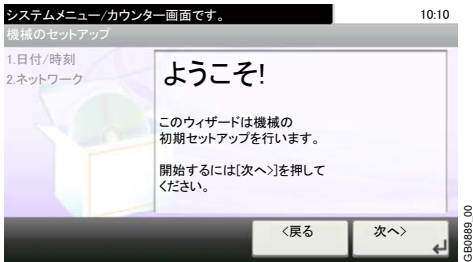 システムメニュー/カウンター画面です。
10:10
機械のセットアップ
1.日付/時刻
2.ネットワーク
ようこそ!
このウィザードは機械の
初期セットアップを行います。
開始するには[次へ>]を押して
ください。
<戻る
次へ>
GB0889_00